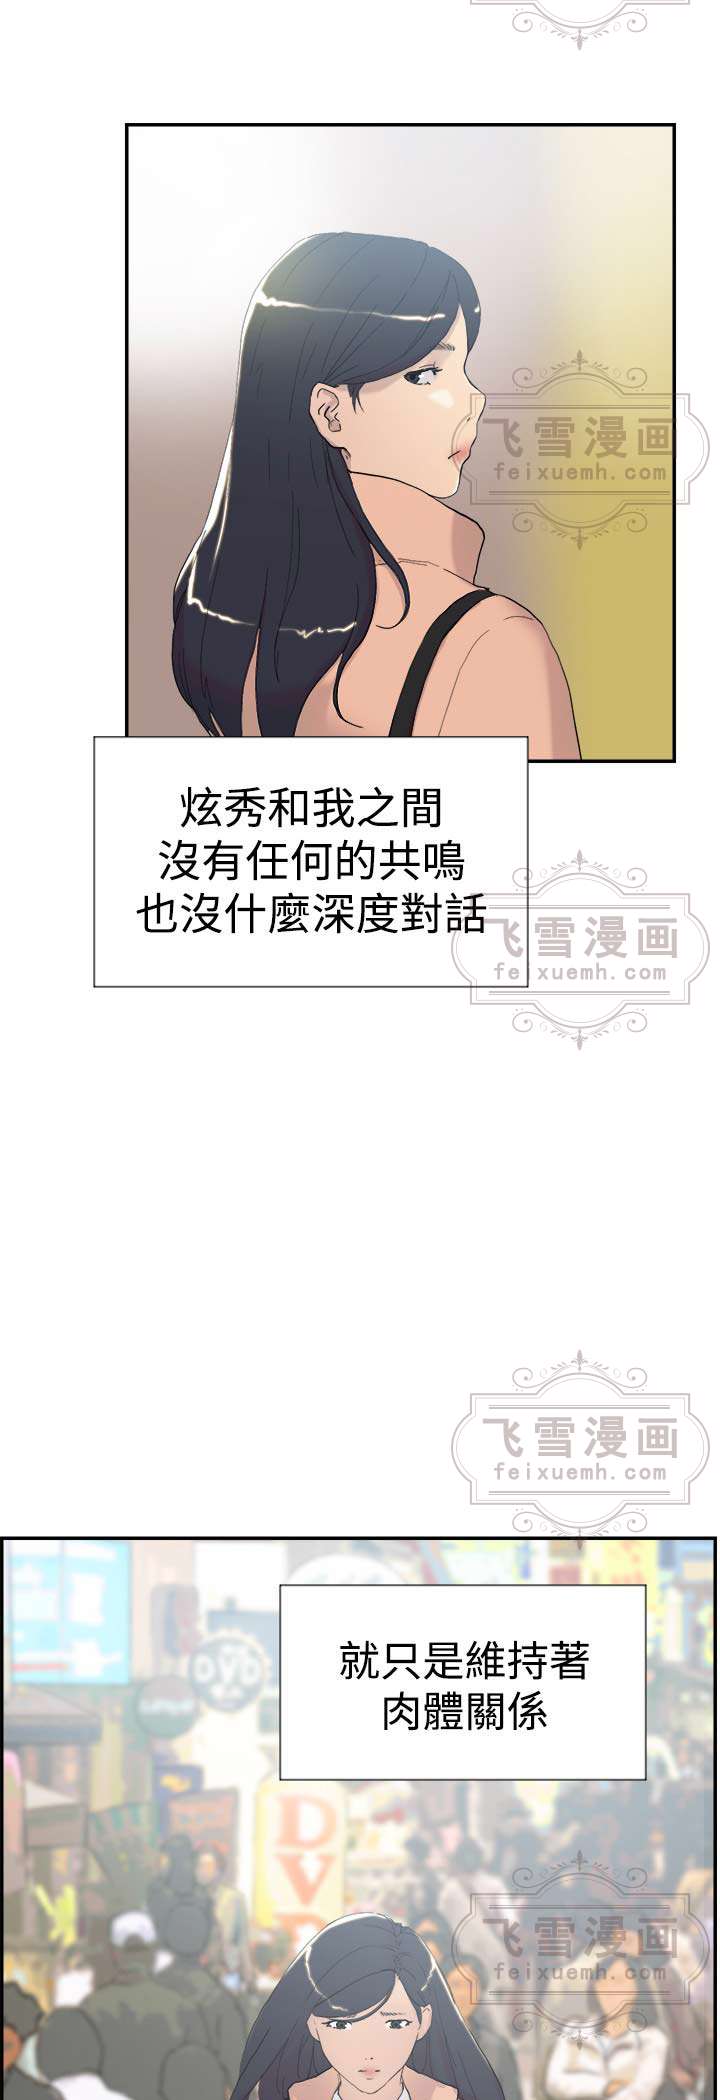 飞雪漫画
feixuemh.com
炫秀和我之間
沒有任何的共鳴
也沒什麼深度對話
飞雪漫画
feixuemh.com
飞雪漫画
feixuemh.com
就只是維持著
肉體關係
DVD
DVD
飞雪漫画
feixuemh.com